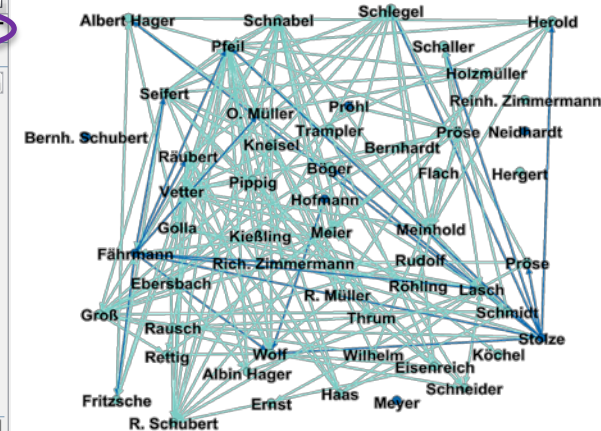 Schlegel
Albert Hager
Schnabel
Herold
Pfeil
Schaller
Holzmüller
Seifert
Reinh. Zimmermann
Pröhl
O. Müller
Trampler
Pröse
Neidhardt
Bernh. Schubert
Kneisel
Bernhardt
Räubert
Böger
Flach
Hergert
Pippig
Vetter
Hofmann
Golla
Kießling
Meier
Meinhold
Fährmann
Rich. Zimmermann
Rudolf
Pröse
Ebersbach
Röhling
Lasch
R. Müller
Groß
Thrum
Schmidt
Rausch
Stolze
Rettig
Wolf
Wilhelm
Köchel
Albin Hager
Eisenreich
Schneider
Fritzsche
Ernst
Haas
Meyer
R. Schubert